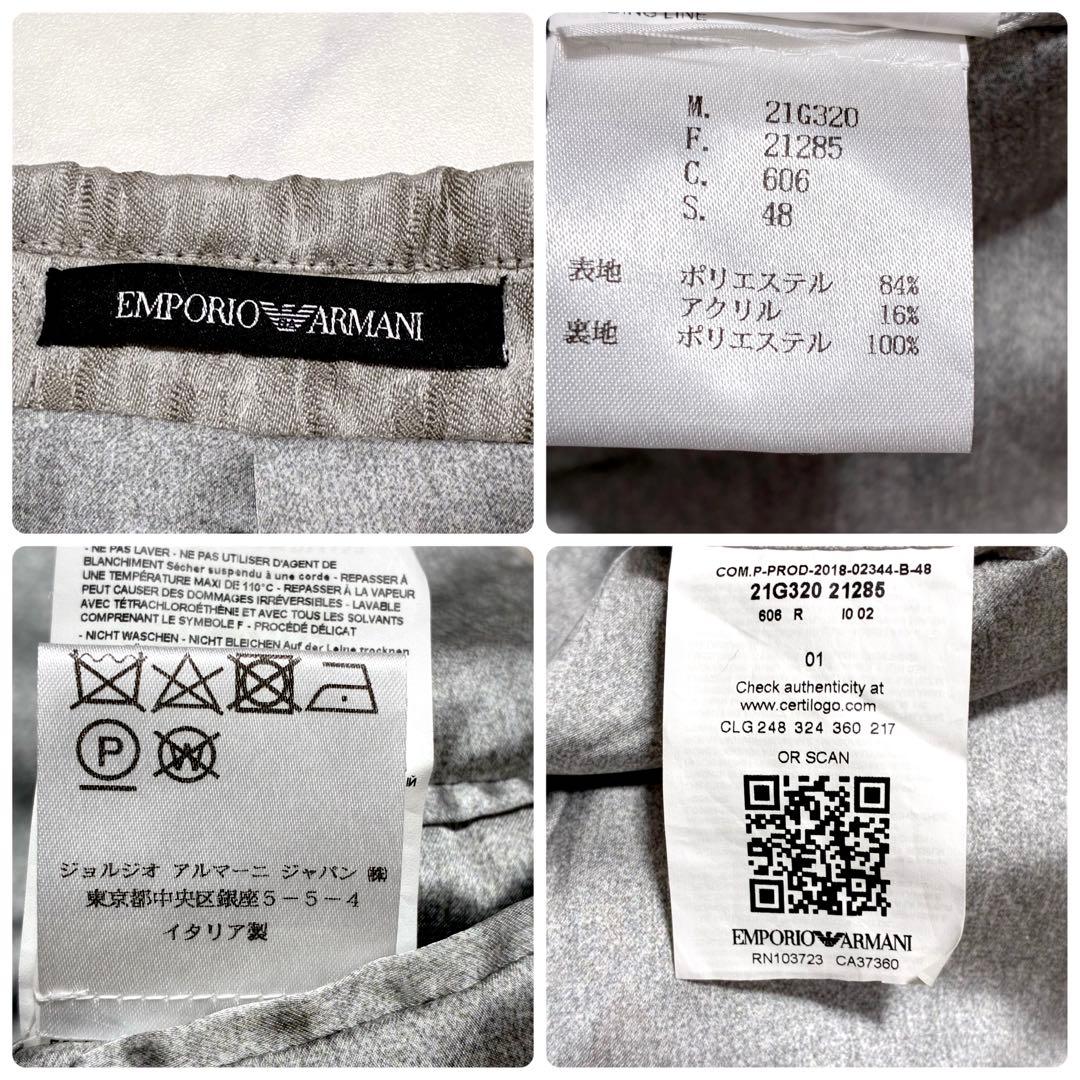 EMPORIO ARMANI
LINE
M. 21G320
F. 21285
C. 606
S. 48
表地 ポリエステル 84%
アクリル 16%
裏地 ポリエステル 100%
- NE PAS LAVER - NE PAS UTILISER D'AGENT DE
BLANCHIMENT Sécher suspendu à une corde - REPASSER À
UNE TEMPÉRATURE MAXI DE 110°C - REPASSER À LA VAPEUR
PEUT CAUSER DES DOMMAGES IRRÉVERSIBLES - LAVABLE
AVEC TÉTRACHLOROÉTHÉNE ET AVEC TOUS LES SOLVANTS
COMPRENANT LE SYMBOLE F - PROCÉDÉ DÉLICAT
- NICHT WASCHEN - NICHT BLEICHEN Auf der Leine trocknen
P W
ИЙ
ジョルジオ アルマーニ ジャパン ㈱
東京都中央区銀座5-5-4
イタリア製
COM.P-PROD-2018-02344-B-48
21G320 21285
606 R I0 02
01
Check authenticity at
www.certilogo.com
CLG 248 324 360 217
OR SCAN
EMPORIO ARMANI
RN103723 CA37360